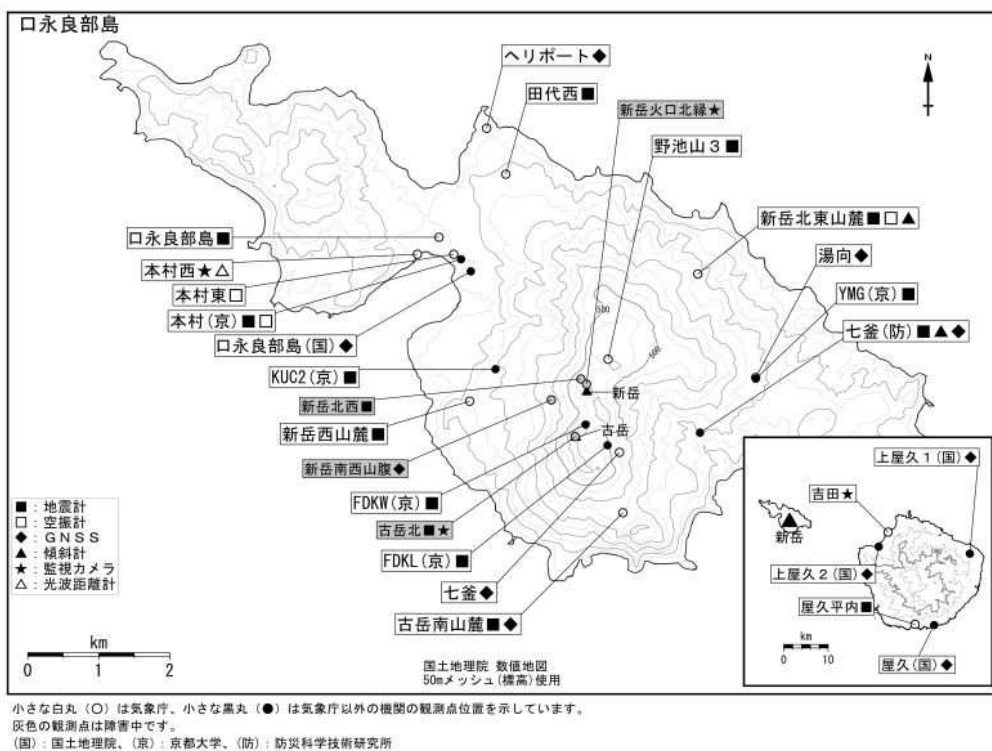 口永良部島
ヘリポート◆
田代西■
新岳火口北縁★
野池山3■
N
新岳北東山麓■□▲
湯向◆
YMG(京)■
七釜(防)■▲◆
口永良部島■
本村西★△
本村東□
本村(京)■□
口永良部島(国)◆
KUC2(京)■
新岳北西■
新岳西山麓■
新岳南西山腹◆
FDKW(京)■
古岳北■★
FDKL(京)■
七釜◆
古岳南山麓■◆
500
600
新岳
古岳
■:地震計
□:空振計
◆:GNSS
▲:傾斜計
★:監視カメラ
△:光波距離計
km
0 1 2
国土地理院 数値地図
50mメッシュ(標高)使用
上屋久1(国)◆
吉田★
新岳
上屋久2(国)◆
屋久平内■
屋久(国)◆
km
0 10
小さな白丸(○)は気象庁、小さな黒丸(●)は気象庁以外の機関の観測点位置を示しています。
灰色の観測点は障害中です。
(国):国土地理院、(京):京都大学、(防):防災科学技術研究所